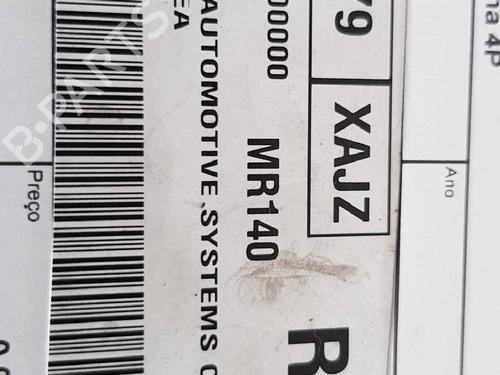 na 4P
Ano
79
XAJZ
R
00000
MR140
AUTOMOTIVE SYSTEMS
EA
Preço
B-PARTS